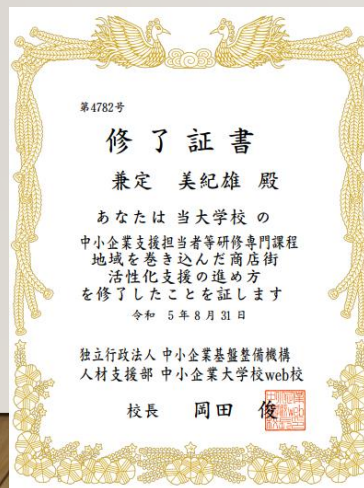 第4782号
修了証書
兼定 美紀雄 殿
あなたは 当大学校 の
中小企業支援担当者等研修専門課程
地域を巻き込んだ商店街
活性化支援の進め方
を修了したことを証します
令和 5年8月31日
独立行政法人 中小企業基盤整備機構
人材支援部 中小企業大学校web校
校長 岡田 俊